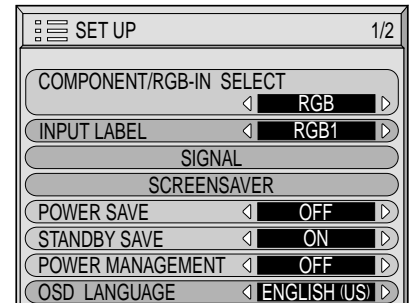 SET UP 1/2
COMPONENT/RGB-IN SELECT
RGB
INPUT LABEL RGB1
SIGNAL
SCREENSAVER
POWER SAVE OFF
STANDBY SAVE ON
POWER MANAGEMENT OFF
OSD LANGUAGE ENGLISH (US)